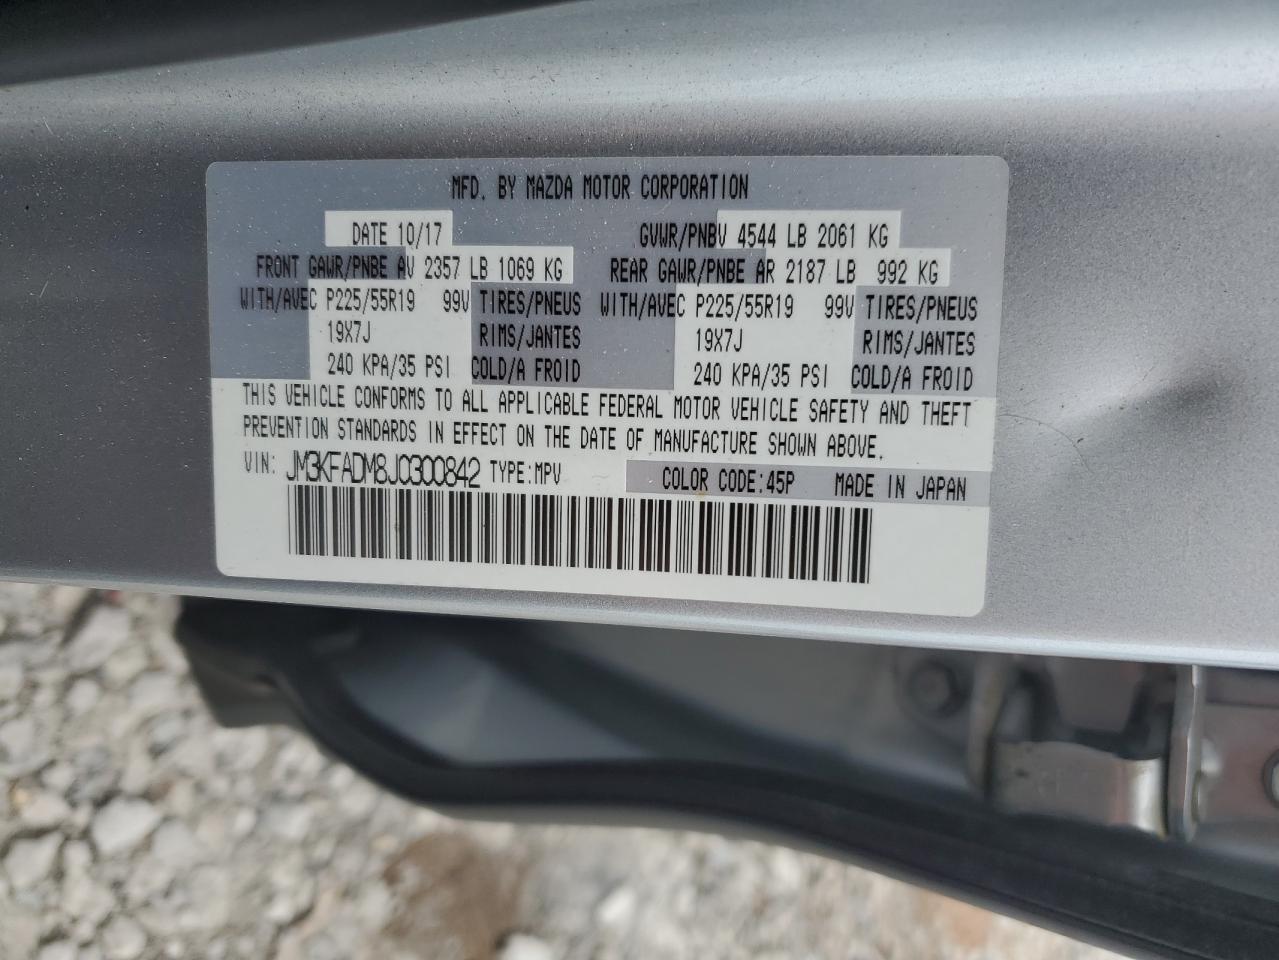 MFD. BY MAZDA MOTOR CORPORATION
DATE 10/17 GVWR/PNBV 4544 LB 2061 KG
FRONT GAWR/PNBE AV 2357 LB 1069 KG REAR GAWR/PNBE AR 2187 LB 992 KG
WITH/AVEC P225/55R19 99V TIRES/PNEUS WITH/AVEC P225/55R19 99V TIRES/PNEUS
19X7J RIMS/JANTES 19X7J RIMS/JANTES
240 KPA/35 PSI COLD/A FROID 240 KPA/35 PSI COLD/A FROID
THIS VEHICLE CONFORMS TO ALL APPLICABLE FEDERAL MOTOR VEHICLE SAFETY AND THEFT
PREVENTION STANDARDS IN EFFECT ON THE DATE OF MANUFACTURE SHOWN ABOVE.
VIN: JM3KFADM8J0300842 TYPE:MPV COLOR CODE:45P MADE IN JAPAN